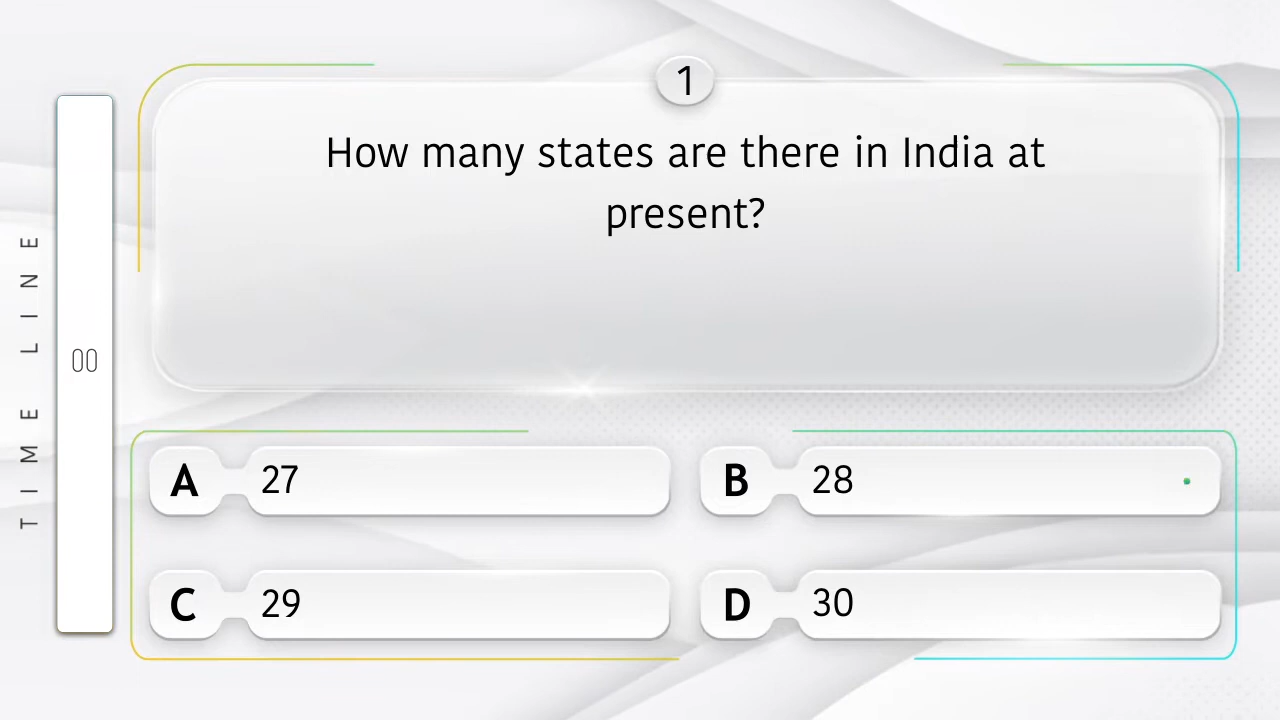 1
How many states are there in India at
present?
TIME LINE
00
A 27
B 28
C 29
D 30